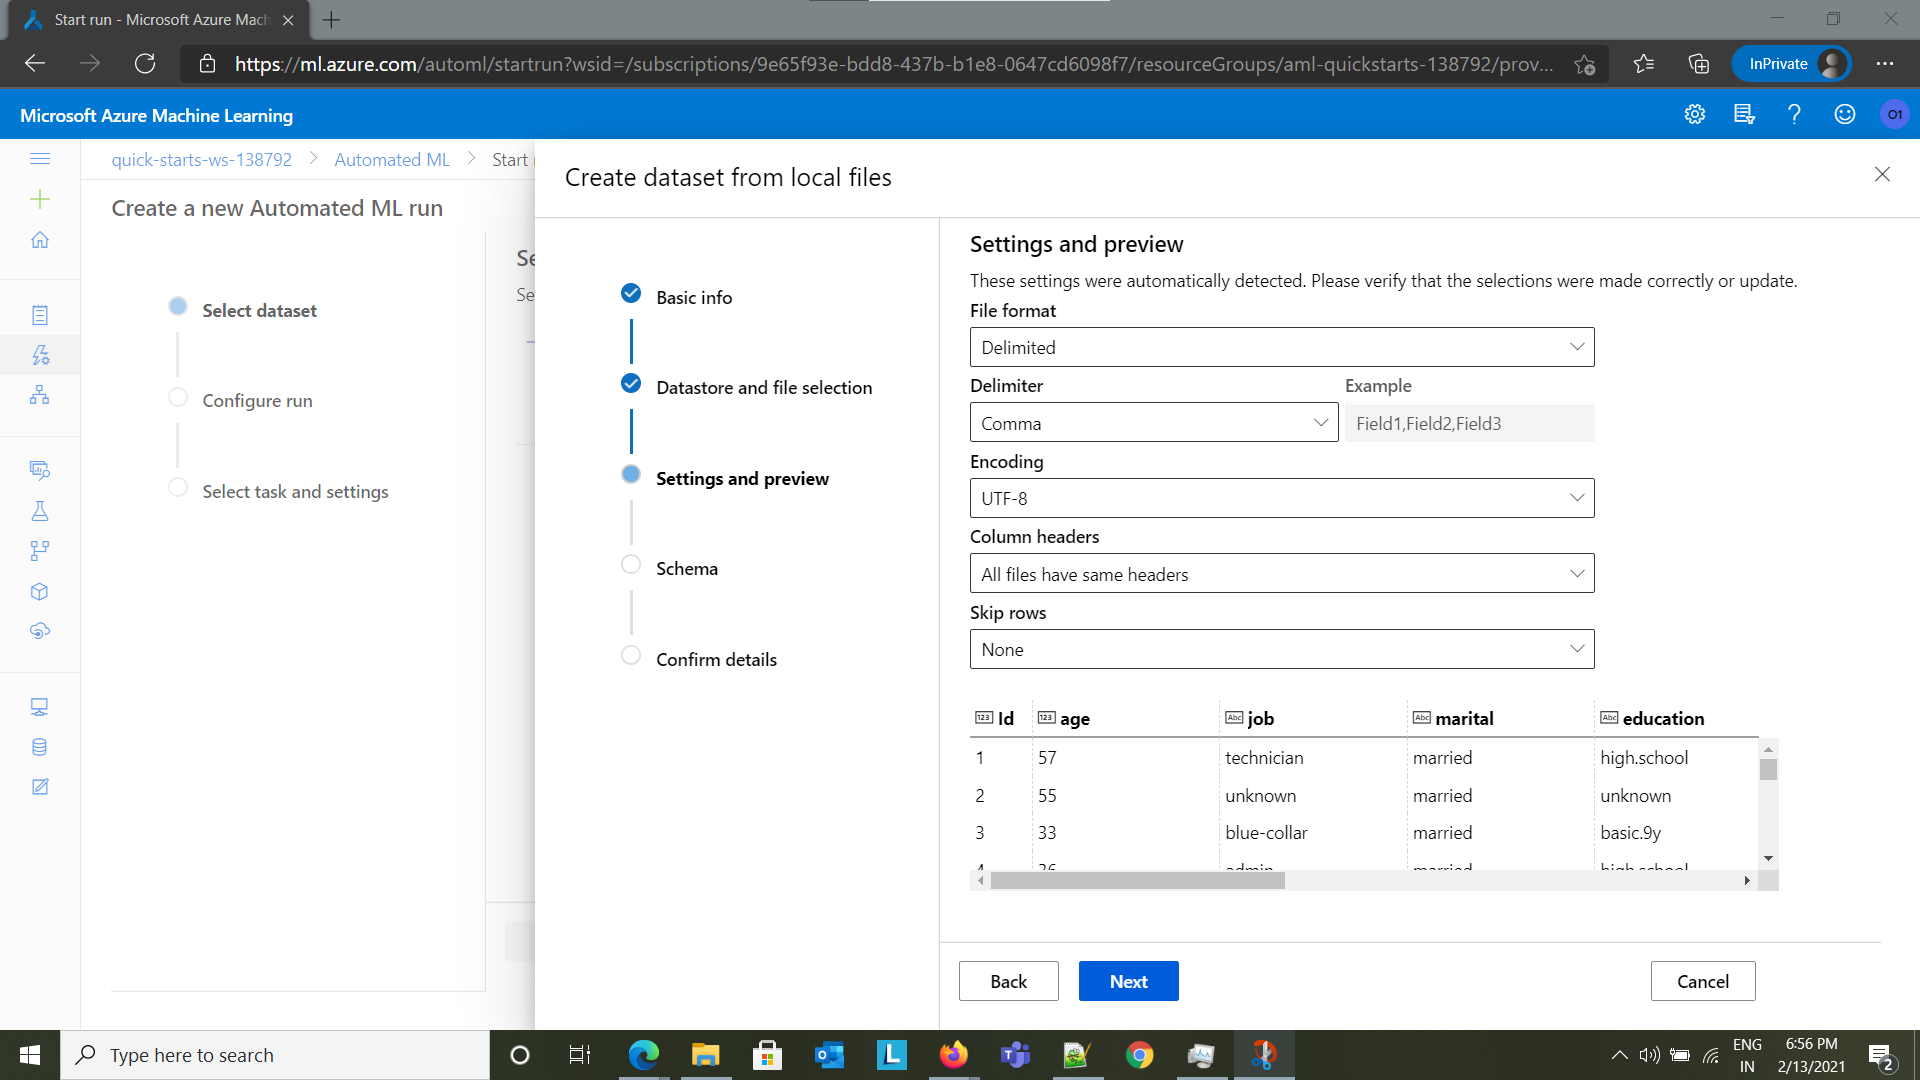 Start run - Microsoft Azure Mach
https://ml.azure.com/automl/startrun?wsid=/subscriptions/9e65f93e-bdd8-437b-b1e8-0647cd6098f7/resourceGroups/aml-quickstarts-138792/prov...
InPrivate
Microsoft Azure Machine Learning
O1
quick-starts-ws-138792 > Automated ML > Start
Create a new Automated ML run
Select dataset
Configure run
Select task and settings
Se
Se
Create dataset from local files
Basic info
Datastore and file selection
Settings and preview
Schema
Confirm details
Settings and preview
These settings were automatically detected. Please verify that the selections were made correctly or update.
File format
Delimited
Delimiter Example
Comma Field1,Field2,Field3
Encoding
UTF-8
Column headers
All files have same headers
Skip rows
None
123 Id 123 age Abc job Abc marital Abc education
1 57 technician married high.school
2 55 unknown married unknown
3 33 blue-collar married basic.9y
Back Next Cancel
Type here to search
ENG
IN
6:56 PM
2/13/2021
2